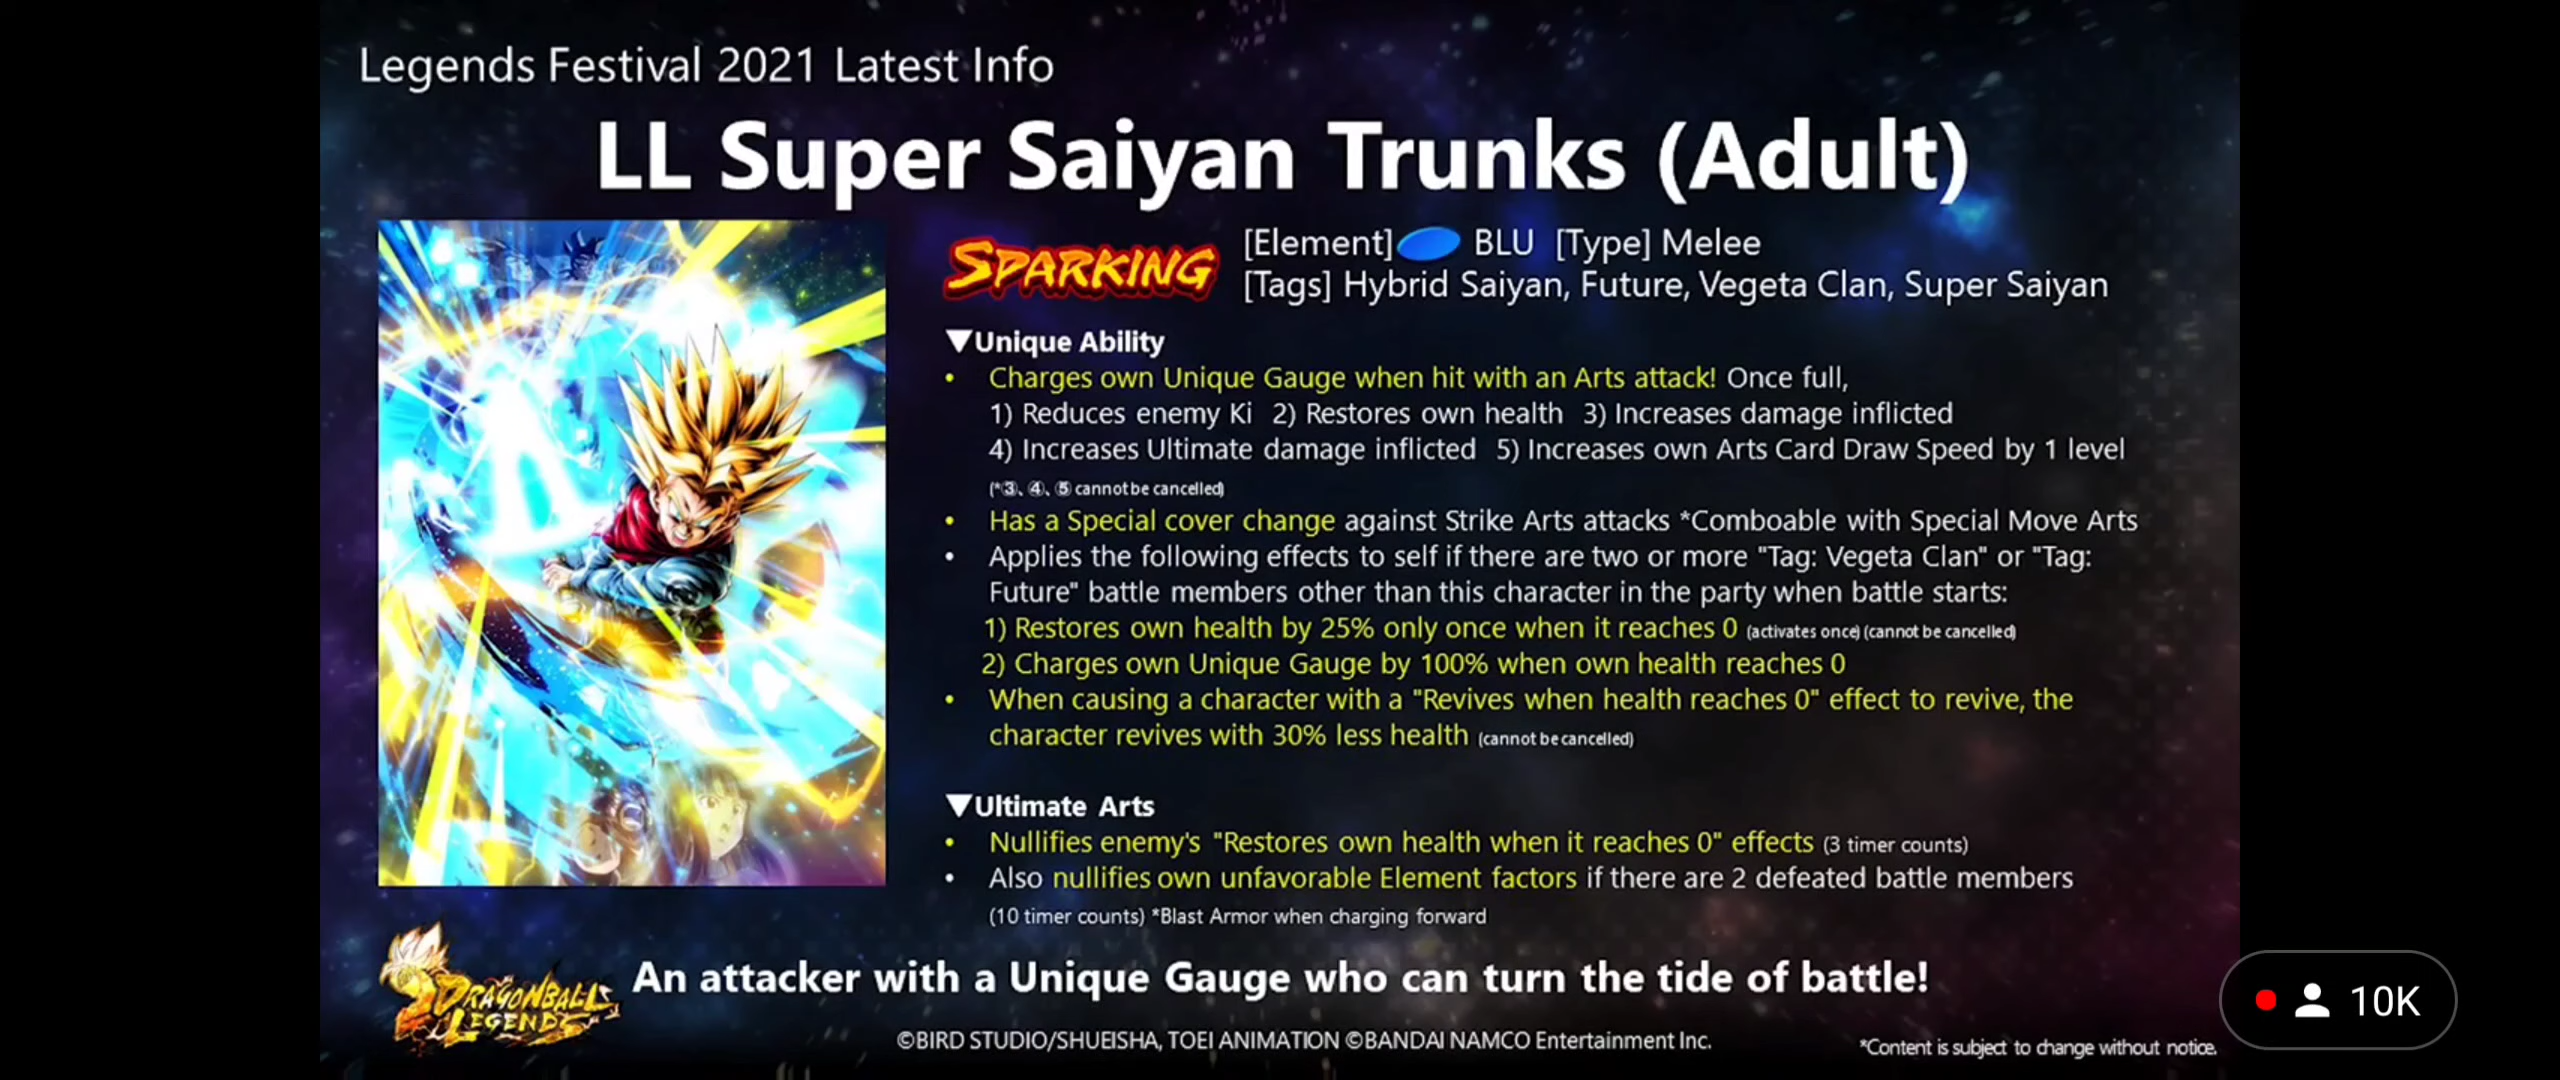 Legends Festival 2021 Latest Info
LL Super Saiyan Trunks (Adult)
SPARKING
[Element] BLU [Type] Melee
[Tags] Hybrid Saiyan, Future, Vegeta Clan, Super Saiyan
▼Unique Ability
• Charges own Unique Gauge when hit with an Arts attack! Once full,
1) Reduces enemy Ki 2) Restores own health 3) Increases damage inflicted
4) Increases Ultimate damage inflicted 5) Increases own Arts Card Draw Speed by 1 level
(*③、④、⑤ cannot be cancelled)
• Has a Special cover change against Strike Arts attacks *Comboable with Special Move Arts
• Applies the following effects to self if there are two or more "Tag: Vegeta Clan" or "Tag:
Future" battle members other than this character in the party when battle starts:
1) Restores own health by 25% only once when it reaches 0 (activates once) (cannot be cancelled)
2) Charges own Unique Gauge by 100% when own health reaches 0
• When causing a character with a "Revives when health reaches 0" effect to revive, the
character revives with 30% less health (cannot be cancelled)
▼Ultimate Arts
• Nullifies enemy's "Restores own health when it reaches 0" effects (3 timer counts)
• Also nullifies own unfavorable Element factors if there are 2 defeated battle members
(10 timer counts) *Blast Armor when charging forward
DRAGONBALL
LEGENDS
An attacker with a Unique Gauge who can turn the tide of battle!
©BIRD STUDIO/SHUEISHA, TOEI ANIMATION ©BANDAI NAMCO Entertainment Inc.
*Content is subject to change without notice.
10K